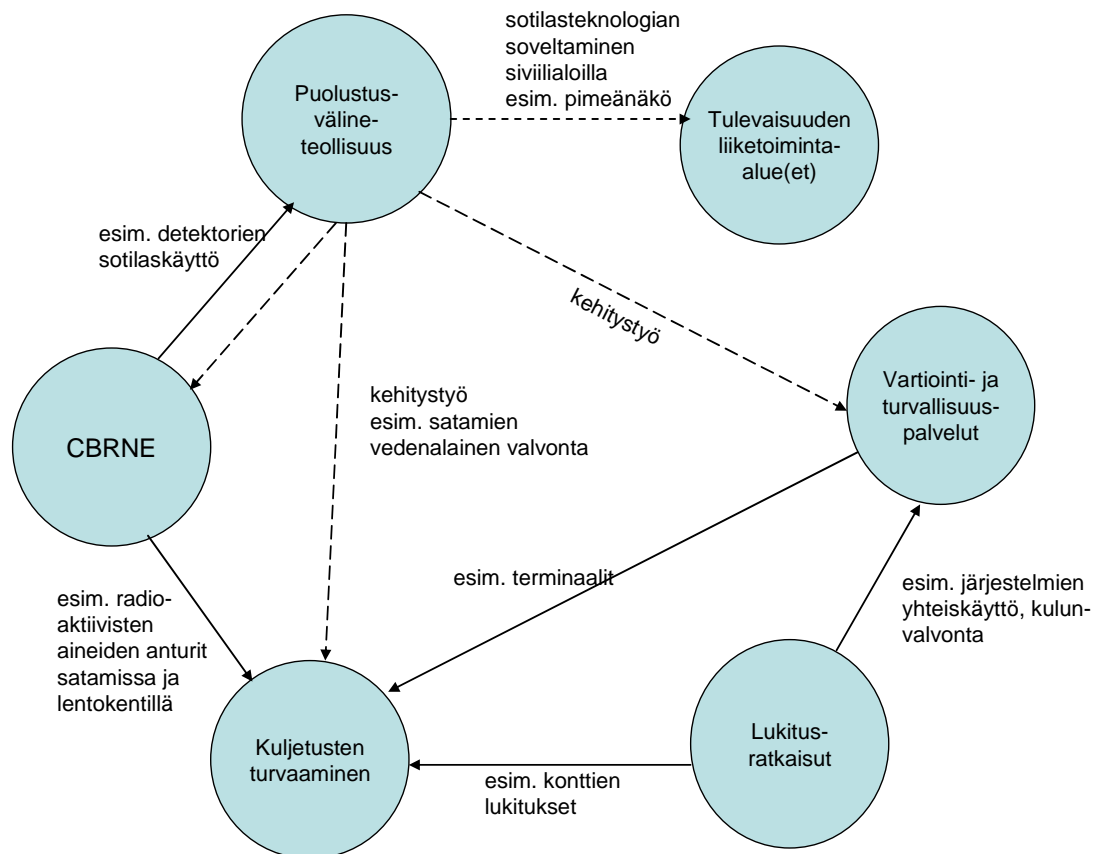 sotilasteknologian
soveltaminen
siviilialoilla
esim. pimeänäkö
Puolustus-
väline-
teollisuus
Tulevaisuuden
liiketoiminta-
alue(et)
esim. detektorien
sotilaskäyttö
kehitystyö
Vartiointi- ja
turvallisuus-
palvelut
kehitystyö
esim. satamien
vedenalainen valvonta
CBRNE
esim. terminaalit
esim. järjestelmien
yhteiskäyttö, kulun-
valvonta
esim. radio-
aktiivisten
aineiden anturit
satamissa ja
lentokentillä
Kuljetusten
turvaaminen
Lukitus-
ratkaisut
esim. konttien
lukitukset